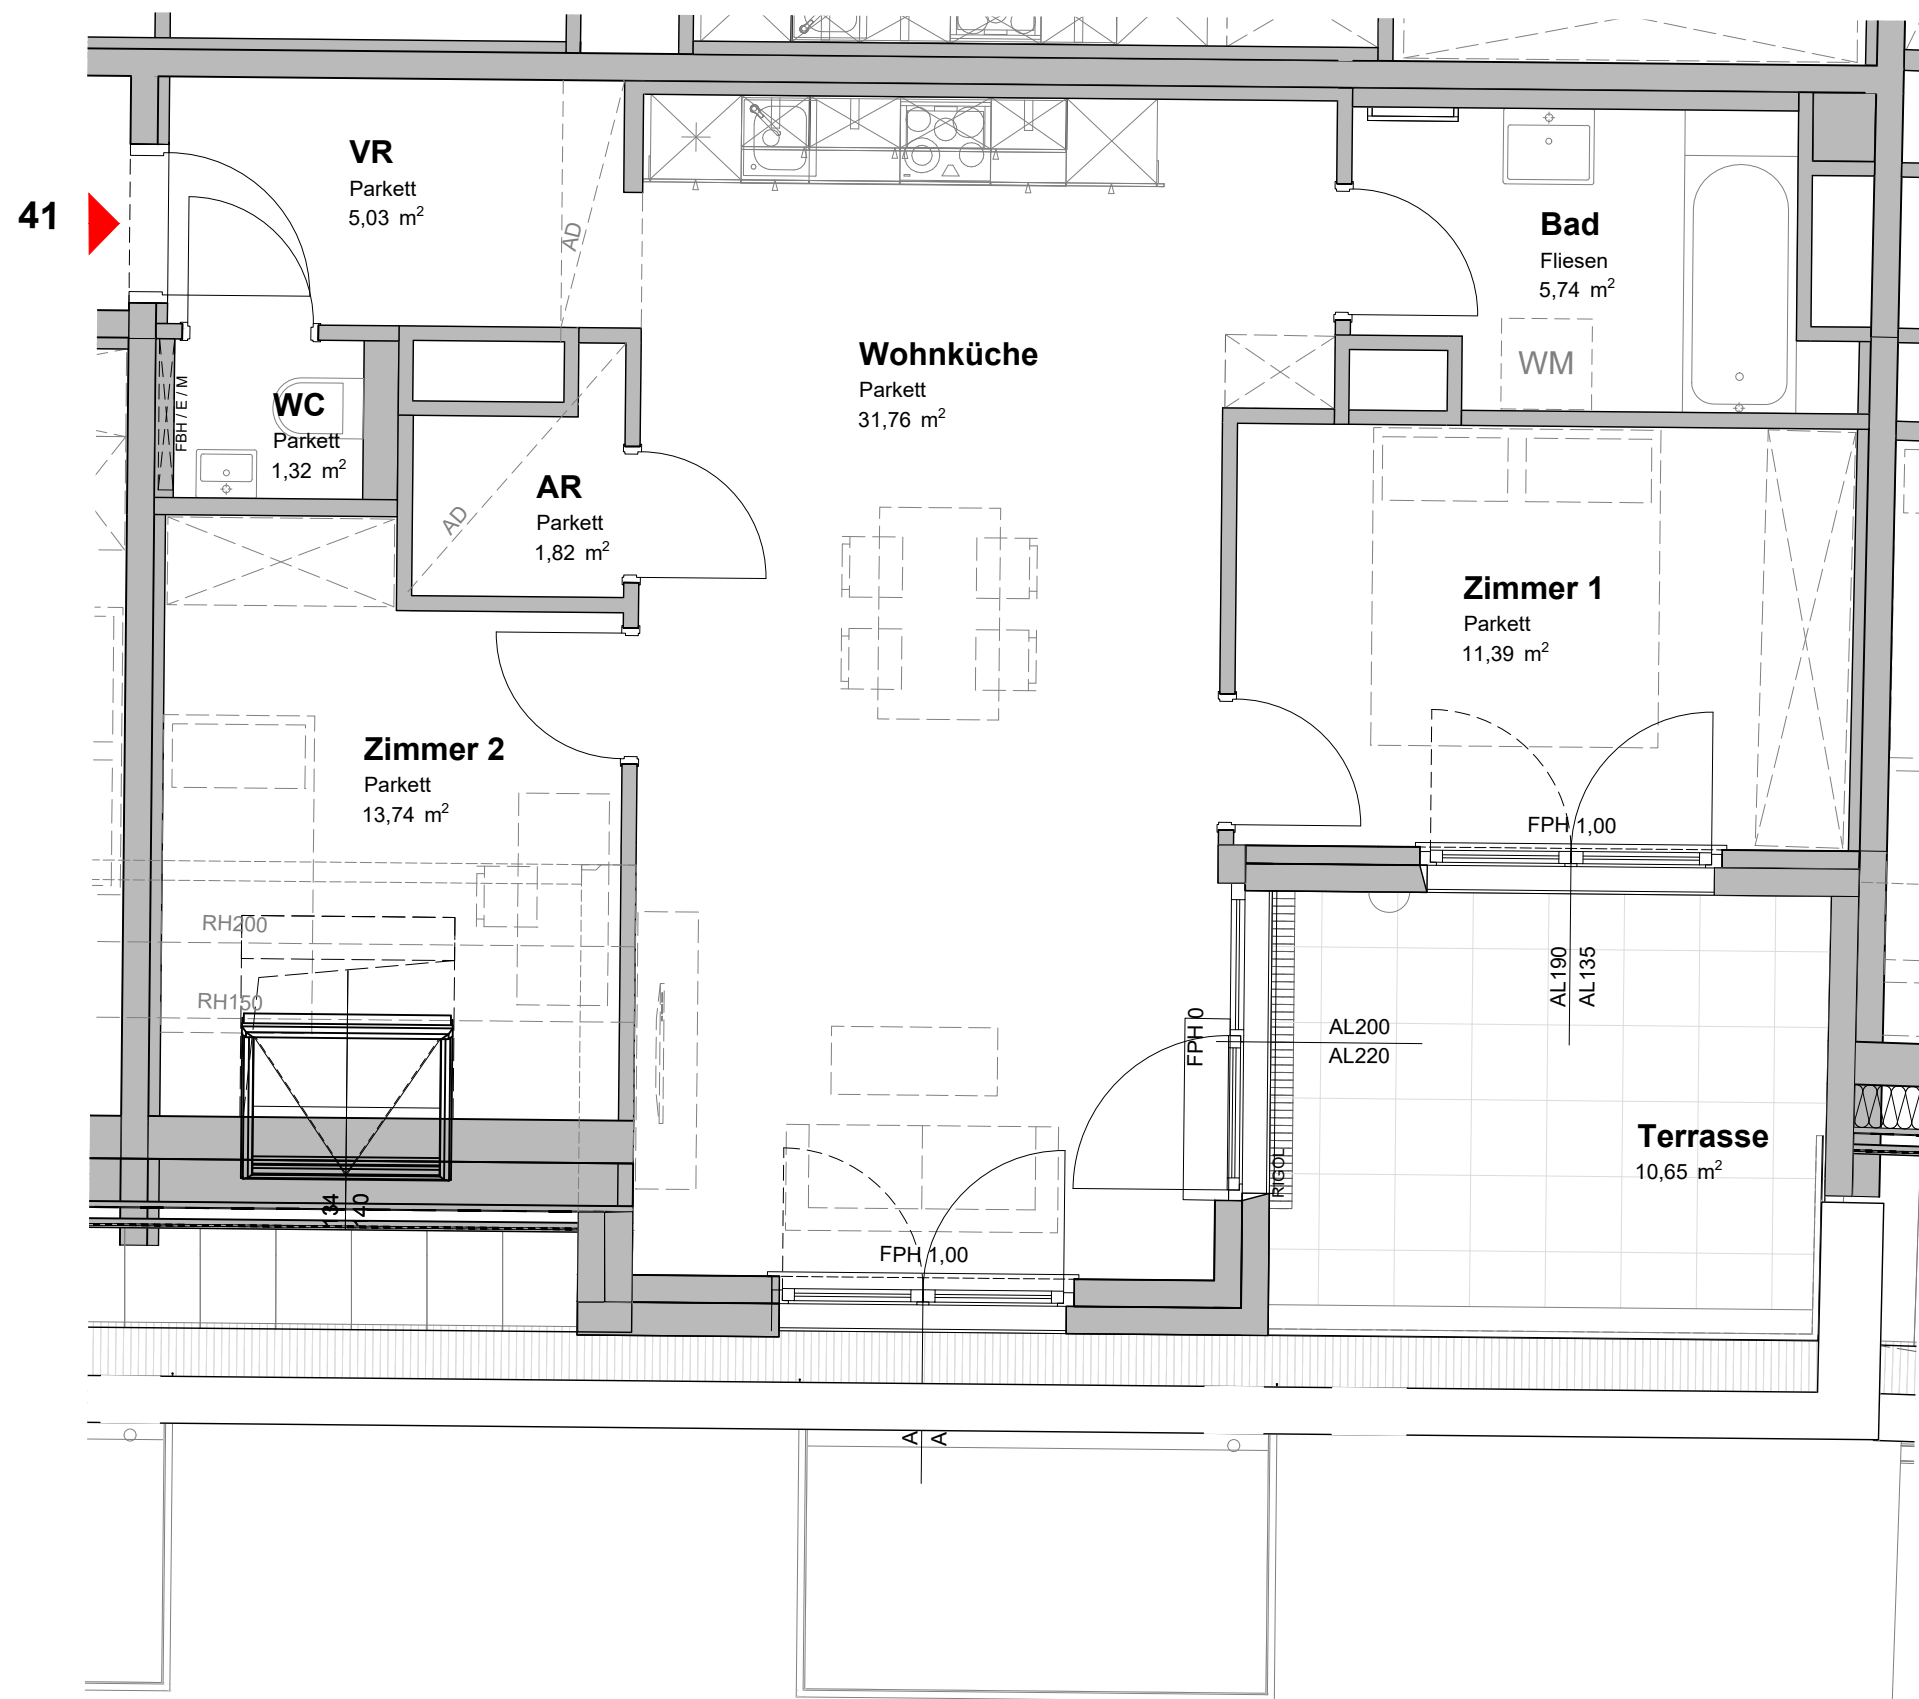 41
VR
Parkett
5,03 m²
AD
Bad
Fliesen
5,74 m²
WM
Wohnküche
Parkett
31,76 m²
FBH / E / M
WC
Parkett
1,32 m²
AR
Parkett
1,82 m²
AD
Zimmer 1
Parkett
11,39 m²
FPH 1,00
Zimmer 2
Parkett
13,74 m²
RH200
RH150
134
140
AL190
AL135
FPH 0
AL200
AL220
RIGOL
Terrasse
10,65 m²
FPH 1,00
A
A